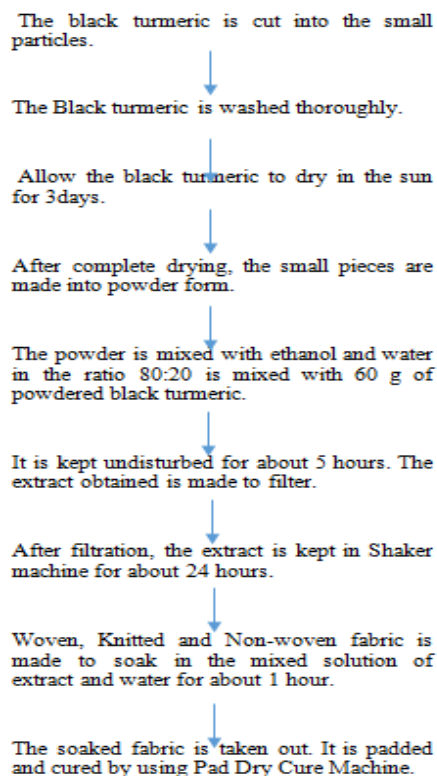 The black turmeric is cut into the small
particles.
The Black turmeric is washed thoroughly.
Allow the black turmeric to dry in the sun
for 3days.
After complete drying, the small pieces are
made into powder form.
The powder is mixed with ethanol and water
in the ratio 80:20 is mixed with 60 g of
powdered black turmeric.
It is kept undisturbed for about 5 hours. The
extract obtained is made to filter.
After filtration, the extract is kept in Shaker
machine for about 24 hours.
Woven, Knitted and Non-woven fabric is
made to soak in the mixed solution of
extract and water for about 1 hour.
The soaked fabric is taken out. It is padded
and cured by using Pad Dry Cure Machine.